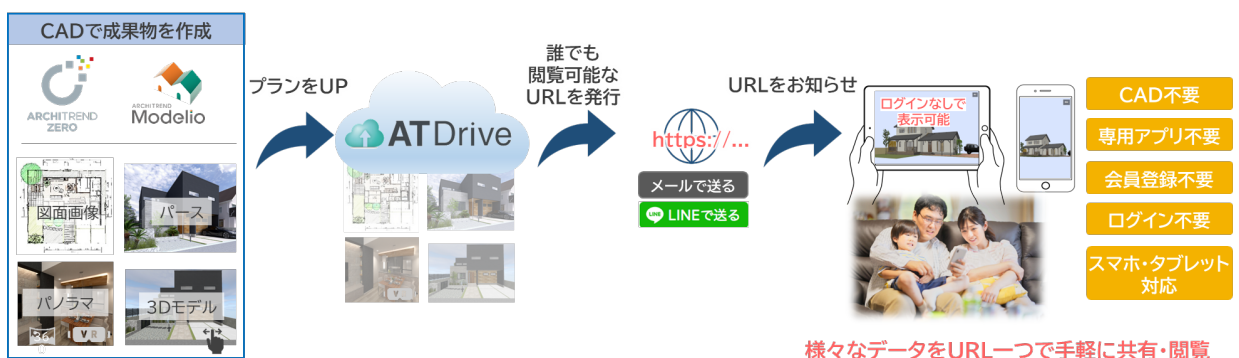 CADで成果物を作成
ARCHITREND
ZERO
ARCHITREND
Modelio
図面画像
パース
パノラマ
3Dモデル
36
VR
プランをUP
ATDrive
誰でも
閲覧可能な
URLを発行
https://...
メールで送る
LINE
LINEで送る
URLをお知らせ
ログインなしで
表示可能
CAD不要
専用アプリ不要
会員登録不要
ログイン不要
スマホ・タブレット
対応
様々なデータをURL一つで手軽に共有・閲覧